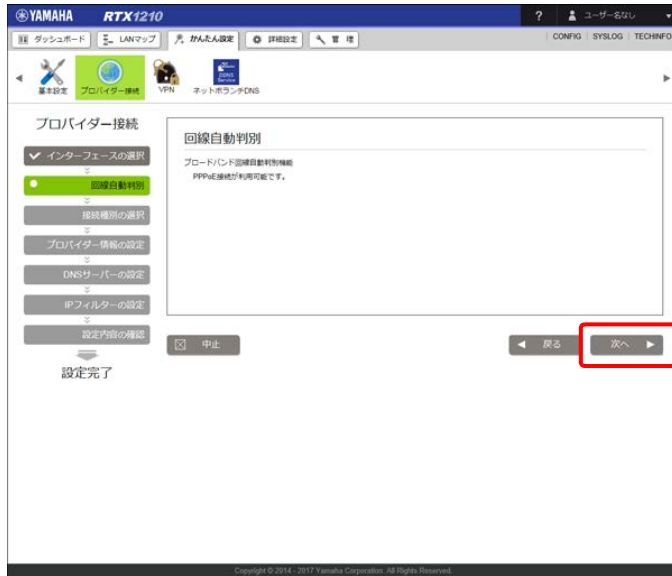 YAMAHA RTX1210 ? ユーザー名なし
ダッシュボード LANマップ かんたん設定 詳細設定 管 理 CONFIG SYSLOG TECHINFO
基本設定 プロバイダー接続 VPN ネットボランチDNS
DDNS Service
プロバイダー接続
インターフェースの選択
回線自動判別
接続種別の選択
プロバイダー情報の設定
DNSサーバーの設定
IPフィルターの設定
設定内容の確認
設定完了
回線自動判別
ブロードバンド回線自動判別機能
PPPoE接続が利用可能です。
中止 戻る 次へ
Copyright © 2014 - 2017 Yamaha Corporation. All Rights Reserved.